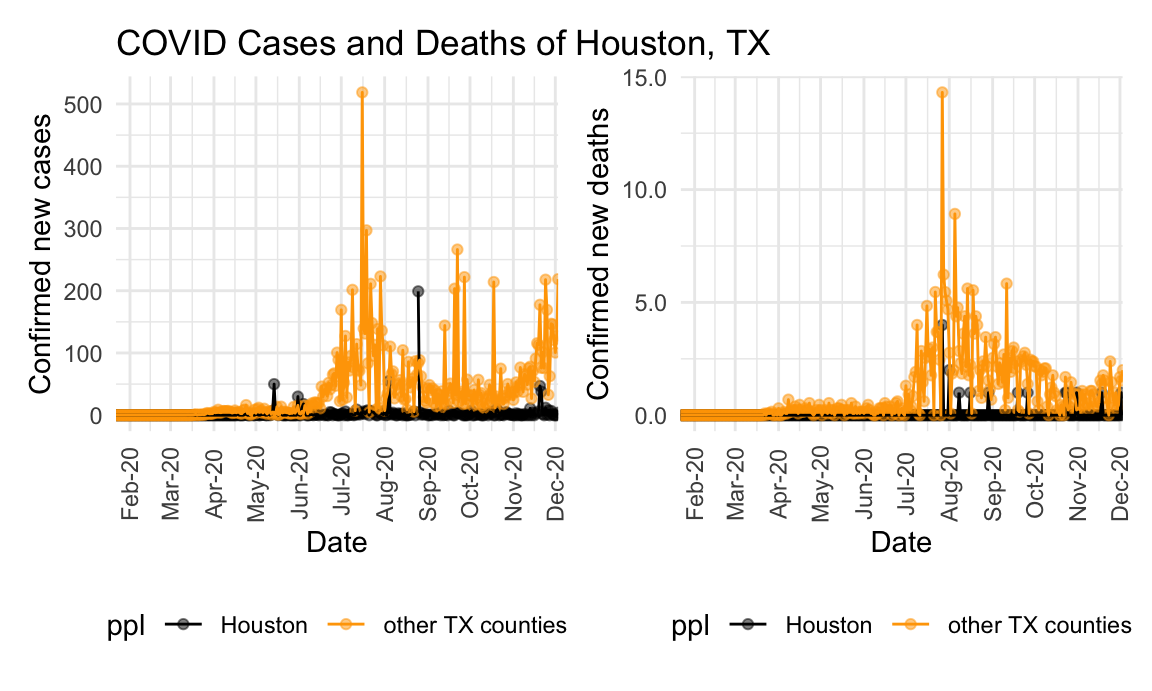 COVID Cases and Deaths of Houston, TX
Confirmed new cases
500
400
300
200
100
0
Feb-20
Mar-20
Apr-20
May-20
Jun-20
Jul-20
Aug-20
Sep-20
Oct-20
Nov-20
Dec-20
Date
ppl Houston other TX counties
Confirmed new deaths
15.0
10.0
5.0
0.0
Feb-20
Mar-20
Apr-20
May-20
Jun-20
Jul-20
Aug-20
Sep-20
Oct-20
Nov-20
Dec-20
Date
ppl Houston other TX counties